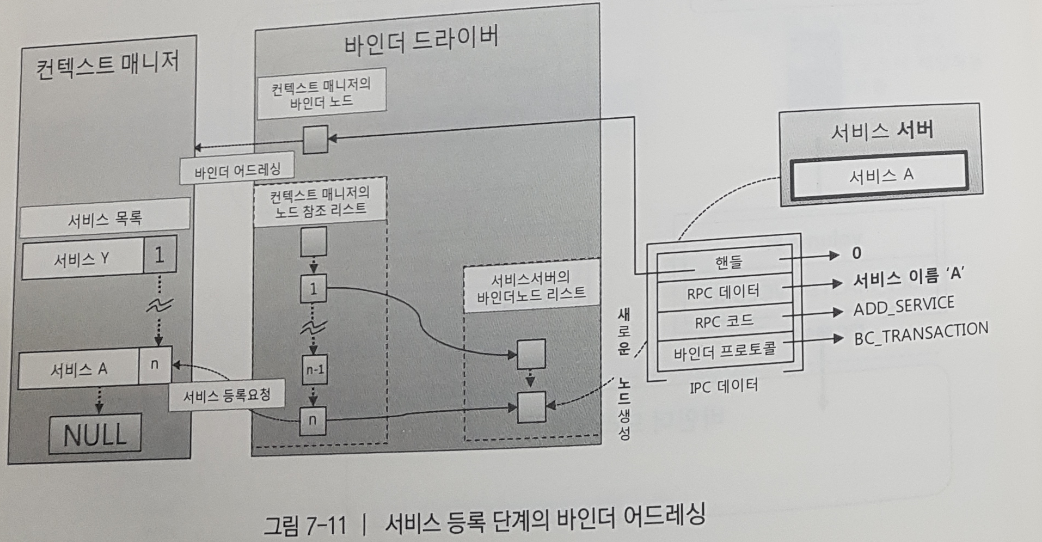 컨텍스트 매니저
바인더 드라이버
컨텍스트 매니저의
바인더 노드
바인더 어드레싱
서비스 서버
서비스 A
컨텍스트 매니저의
노드 참조 리스트
서비스 목록
서비스 Y
1
1
n-1
n
서비스서버의
바인더노드 리스트
서비스 A
n
서비스 등록요청
NULL
새로운 노드생성
핸들
0
RPC 데이터
서비스 이름 'A'
RPC 코드
ADD_SERVICE
바인더 프로토콜
BC_TRANSACTION
IPC 데이터
그림 7-11 | 서비스 등록 단계의 바인더 어드레싱